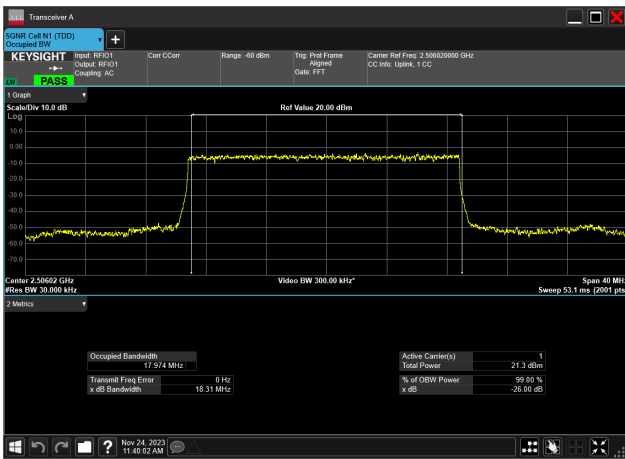 Transceiver A
5GNR Cell N1 (TDD)
Occupied BW
KEYSIGHT
PASS
Input: RFIO1
Output: RFIO1
Coupling: AC
Corr CCorr
Range: -60 dBm
Trig: Prot Frame
Aligned
Gate: FFT
Carrier Ref Freq: 2.506020000 GHz
CC Info: Uplink, 1 CC
1 Graph
Scale/Div 10.0 dB
Ref Value 20.00 dBm
Log
10.0
0.00
-10.0
-20.0
-30.0
-40.0
-50.0
-60.0
-70.0
Center 2.50602 GHz
Video BW 300.00 kHz*
Span 40 MHz
#Res BW 30.000 kHz
Sweep 53.1 ms (2001 pts
2 Metrics
Occupied Bandwidth
17.974 MHz
Transmit Freq Error 0 Hz
x dB Bandwidth 18.31 MHz
Active Carrier(s) 1
Total Power 21.3 dBm
% of OBW Power 99.00 %
x dB -26.00 dB
? Nov 24, 2023
11:40:02 AM